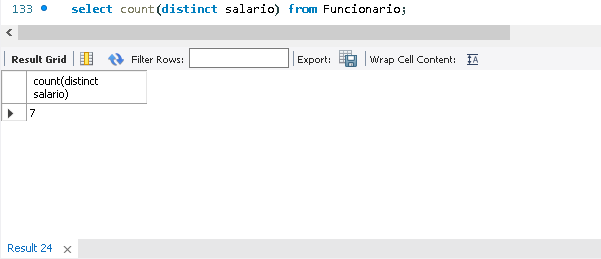 133 select count(distinct salario) from Funcionario;
Result Grid Filter Rows: Export: Wrap Cell Content:
count(distinct
salario)
7
Result 24